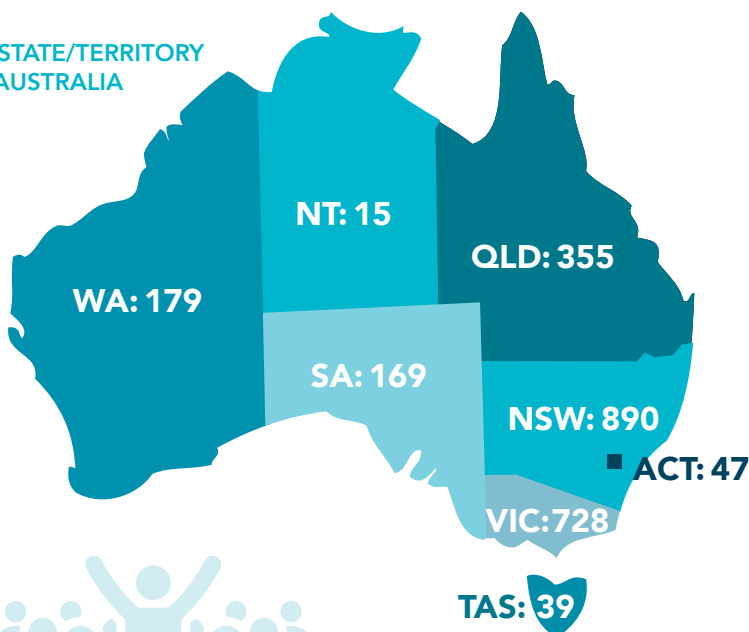 STATE/TERRITORY
AUSTRALIA
NT: 15
QLD: 355
WA: 179
SA: 169
NSW: 890
ACT: 47
VIC:728
TAS: 39